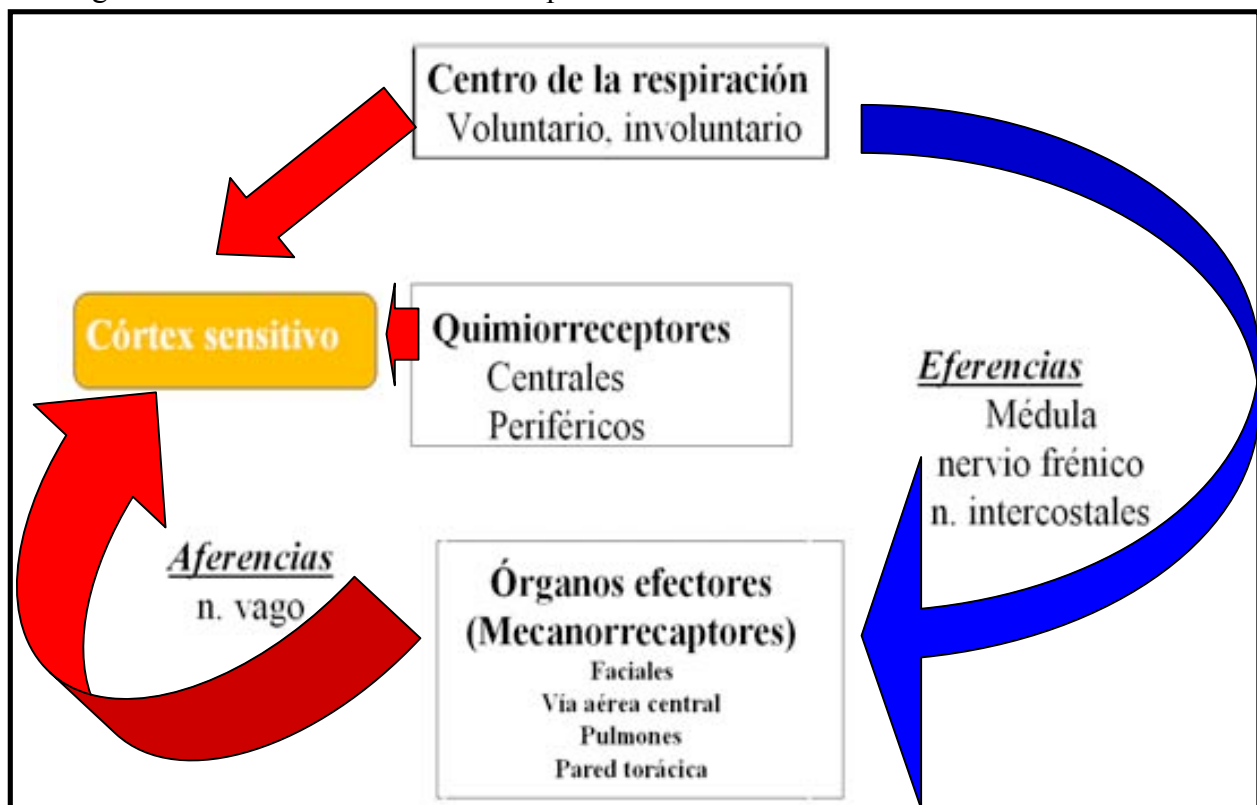 Centro de la respiración
Voluntario, involuntario
Córtex sensitivo
Quimiorreceptores
Centrales
Periféricos
Eferencias
Médula
nervio frénico
n. intercostales
Aferencias
n. vago
Órganos efectores
(Mecanorrecaptores)
Faciales
Vía aérea central
Pulmones
Pared torácica